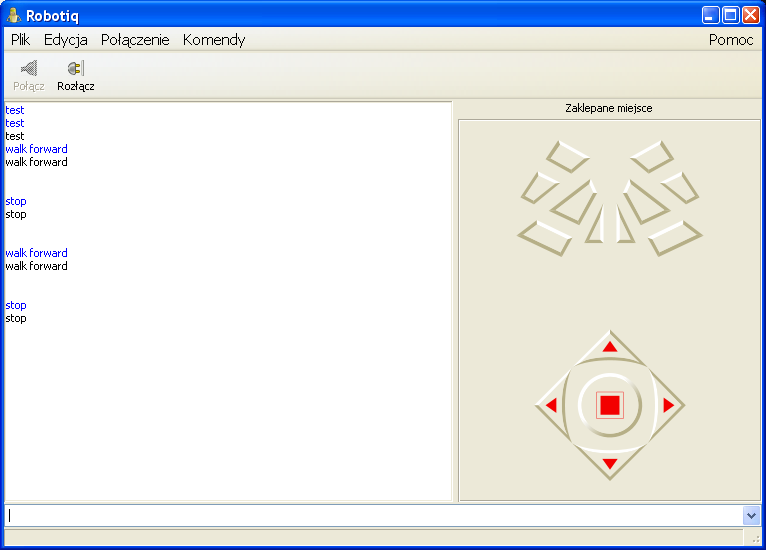 Robotiq
Plik Edycja Połączenie Komendy Pomoc
Połącz Rozłącz
Zaklepane miejsce
test
test
test
walk forward
walk forward
stop
stop
walk forward
walk forward
stop
stop